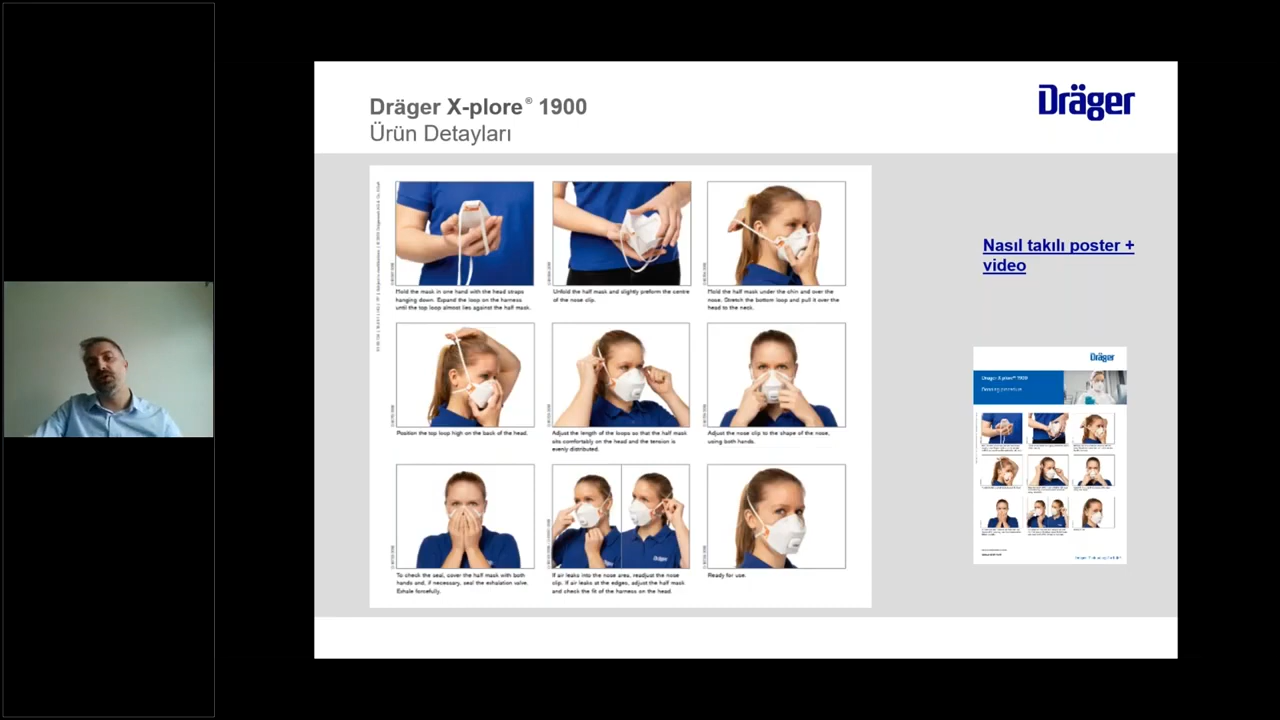 Dräger X-plore® 1900
Ürün Detayları
Dräger
Hold the mask in one hand with the head straps
hanging down. Expand the loop on the harness
until the top loop almost lies against the half mask.
Unfold the half mask and slightly preform the centre
of the nose clip.
Hold the half mask under the chin and over the
nose. Stretch the bottom loop and pull it over the
head to the neck.
Position the top loop high on the back of the head.
Adjust the length of the loops so that the half mask
sits comfortably on the head and the tension is
evenly distributed.
Adjust the nose clip to the shape of the nose,
using both hands.
To check the seal, cover the half mask with both
hands and, if necessary, seal the exhalation valve.
Exhale forcefully.
If air leaks into the nose area, readjust the nose
clip. If air leaks at the edges, adjust the half mask
and check the fit of the harness on the head.
Ready for use.
Nasıl takılı poster +
video
Dräger
Dräger X-plore® 1900